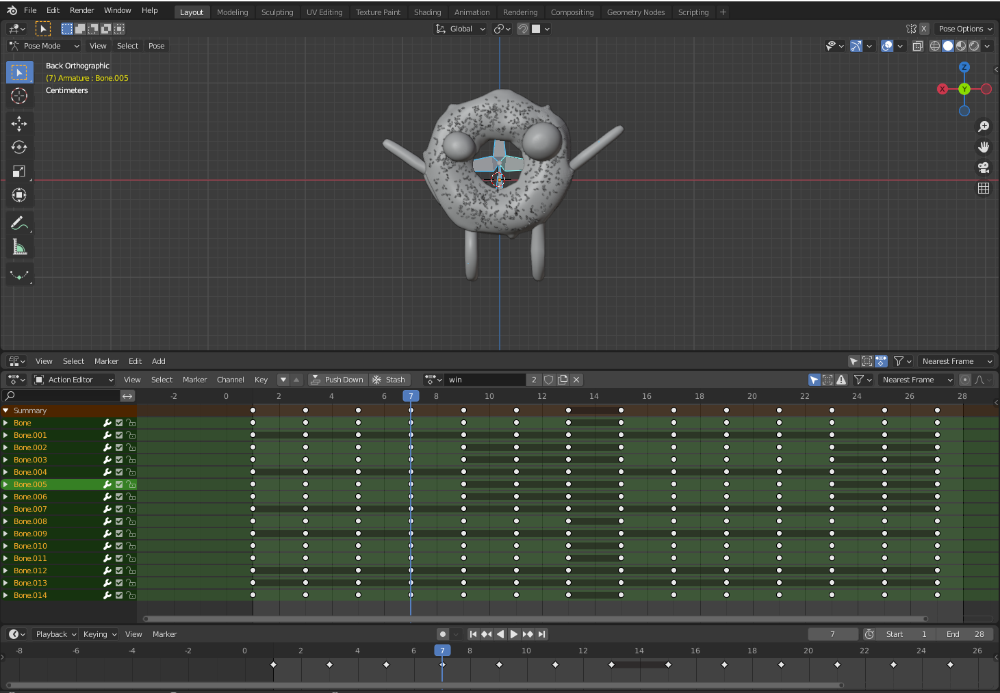 File Edit Render Window Help Layout Modeling Sculpting UV Editing Texture Paint Shading Animation Rendering Compositing Geometry Nodes Scripting +
Global X Pose Options
Pose Mode View Select Pose
Back Orthographic
(7) Armature : Bone.005
Centimeters
Z
X Y
View Select Marker Edit Add Nearest Frame
Action Editor View Select Marker Channel Key Push Down Stash win 2 Nearest Frame
-2 0 2 4 6 7 8 10 12 14 16 18 20 22 24 26 28
Summary
Bone
Bone.001
Bone.002
Bone.003
Bone.004
Bone.005
Bone.006
Bone.007
Bone.008
Bone.009
Bone.010
Bone.011
Bone.012
Bone.013
Bone.014
Playback Keying View Marker 7 Start 1 End 28
-8 -6 -4 -2 0 2 4 6 7 8 10 12 14 16 18 20 22 24 26